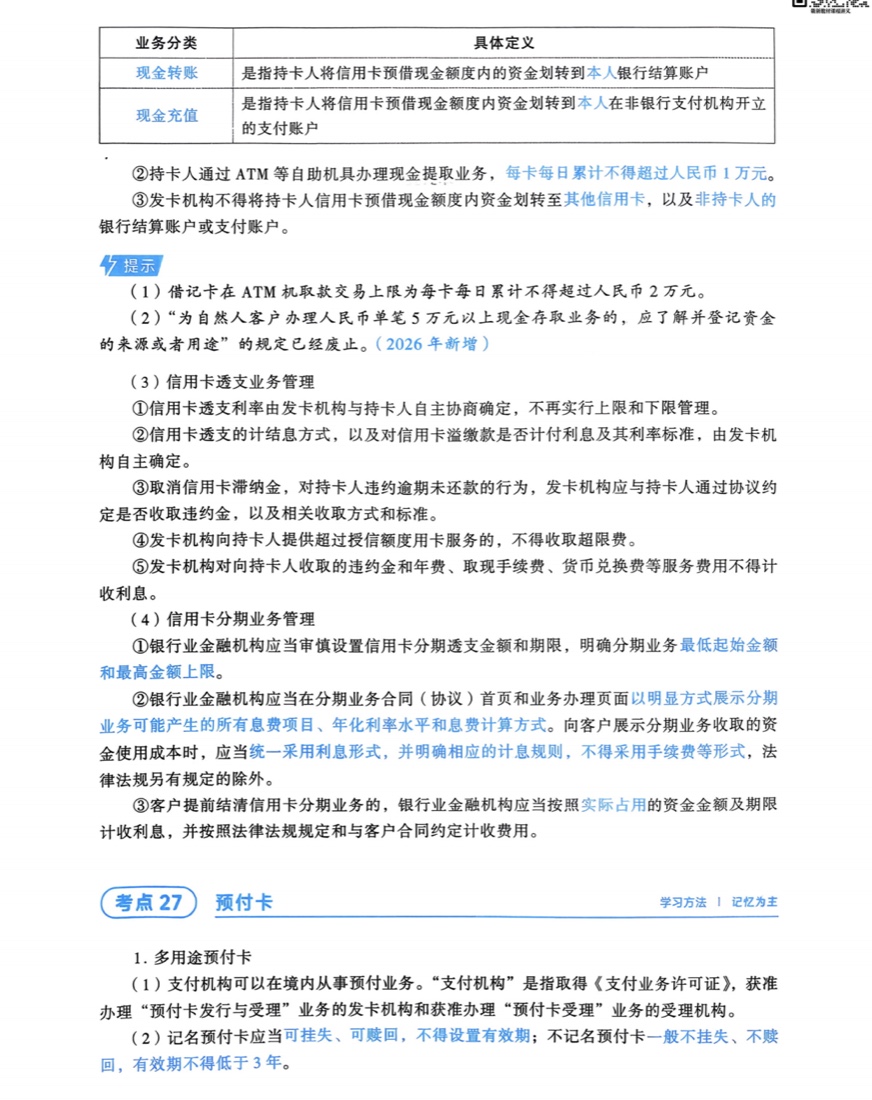 业务分类 具体定义
现金转账 是指持卡人将信用卡预借现金额度内的资金划转到本人银行结算账户
现金充值 是指持卡人将信用卡预借现金额度内资金划转到本人在非银行支付机构开立
的支付账户
②持卡人通过 ATM 等自助机具办理现金提取业务，每卡每日累计不得超过人民币 1 万元。
③发卡机构不得将持卡人信用卡预借现金额度内资金划转至其他信用卡，以及非持卡人的
银行结算账户或支付账户。
提示
（1）借记卡在 ATM 机取款交易上限为每卡每日累计不得超过人民币 2 万元。
（2）“为自然人客户办理人民币单笔 5 万元以上现金存取业务的，应了解并登记资金
的来源或者用途”的规定已经废止。（2026 年新增）
（3）信用卡透支业务管理
①信用卡透支利率由发卡机构与持卡人自主协商确定，不再实行上限和下限管理。
②信用卡透支的计结息方式，以及对信用卡溢缴款是否计付利息及其利率标准，由发卡机
构自主确定。
③取消信用卡滞纳金，对持卡人违约逾期未还款的行为，发卡机构应与持卡人通过协议约
定是否收取违约金，以及相关收取方式和标准。
④发卡机构向持卡人提供超过授信额度用卡服务的，不得收取超限费。
⑤发卡机构对向持卡人收取的违约金和年费、取现手续费、货币兑换费等服务费用不得计
收利息。
（4）信用卡分期业务管理
①银行业金融机构应当审慎设置信用卡分期透支金额和期限，明确分期业务最低起始金额
和最高金额上限。
②银行业金融机构应当在分期业务合同（协议）首页和业务办理页面以明显方式展示分期
业务可能产生的所有息费项目、年化利率水平和息费计算方式。向客户展示分期业务收取的资
金使用成本时，应当统一采用利息形式，并明确相应的计息规则，不得采用手续费等形式，法
律法规另有规定的除外。
③客户提前结清信用卡分期业务的，银行业金融机构应当按照实际占用的资金金额及期限
计收利息，并按照法律法规规定和与客户合同约定计收费用。
考点 27 预付卡 学习方法 | 记忆为主
1. 多用途预付卡
（1）支付机构可以在境内从事预付业务。“支付机构”是指取得《支付业务许可证》，获准
办理“预付卡发行与受理”业务的发卡机构和获准办理“预付卡受理”业务的受理机构。
（2）记名预付卡应当可挂失、可赎回，不得设置有效期；不记名预付卡一般不挂失、不赎
回，有效期不得低于 3 年。